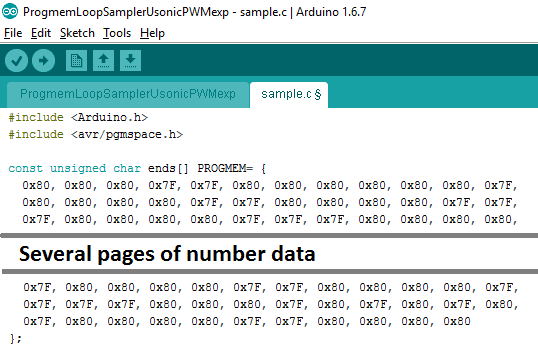 ProgmemLoopSamplerUsonicPWMexp - sample.c | Arduino 1.6.7
File Edit Sketch Tools Help
ProgmemLoopSamplerUsonicPWMexp sample.c §
#include <Arduino.h>
#include <avr/pgmspace.h>
const unsigned char ends[] PROGMEM= {
0x80, 0x80, 0x80, 0x7F, 0x7F, 0x80, 0x80, 0x80, 0x80, 0x80, 0x80, 0x7F,
0x80, 0x80, 0x80, 0x7F, 0x80, 0x80, 0x80, 0x80, 0x80, 0x7F, 0x7F, 0x7F,
0x7F, 0x80, 0x80, 0x80, 0x80, 0x7F, 0x7F, 0x7F, 0x80, 0x80, 0x80, 0x80,
Several pages of number data
0x7F, 0x80, 0x80, 0x80, 0x80, 0x7F, 0x7F, 0x80, 0x80, 0x80, 0x80, 0x7F,
0x7F, 0x7F, 0x7F, 0x80, 0x80, 0x80, 0x80, 0x7F, 0x80, 0x7F, 0x7F, 0x80,
0x7F, 0x80, 0x80, 0x80, 0x80, 0x7F, 0x7F, 0x80, 0x80, 0x80, 0x80
};